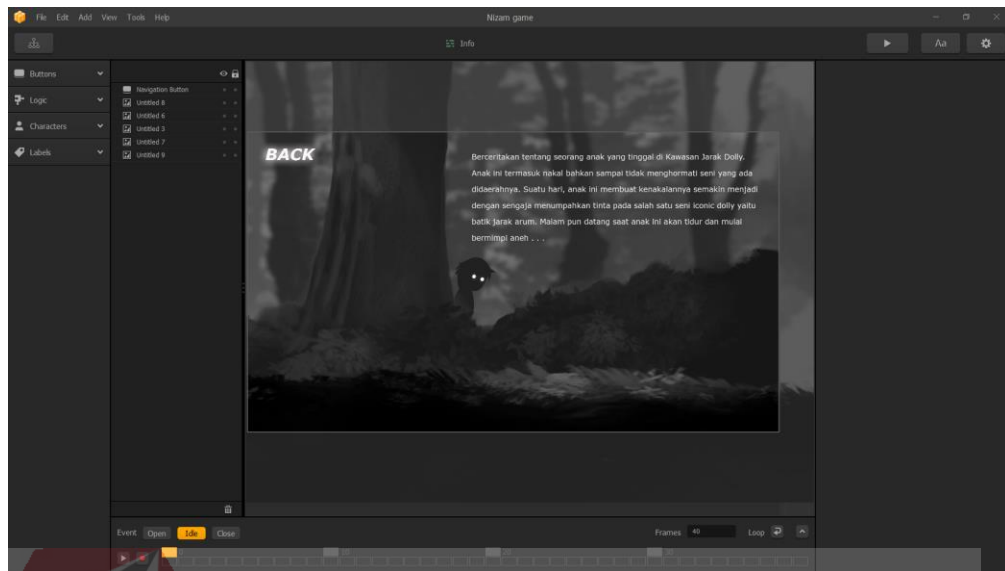 File Edit Add View Tools Help
Nizam game
Info
Aa
Buttons
Logic
Characters
Labels
Navigation Button
Untitled 8
Untitled 6
Untitled 3
Untitled 7
Untitled 9
BACK
Berceritakan tentang seorang anak yang tinggal di Kawasan Jarak Dolly.
Anak ini termasuk nakal bahkan sampai tidak menghormati seni yang ada
didaerahnya. Suatu hari, anak ini membuat kenakalannya semakin menjadi
dengan sengaja menumpahkan tinta pada salah satu seni iconic dolly yaitu
batik jarak arum. Malam pun datang saat anak ini akan tidur dan mulai
bermimpi aneh . . .
Event Open Idle Close
Frames 40 Loop